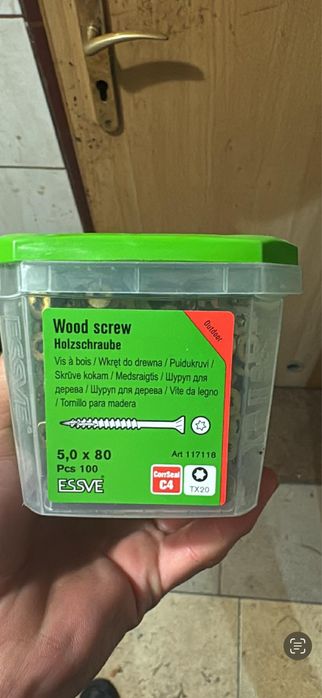 Wood screw
Holzschraube
Outdoor
Vis à bois / Wkręt do drewna / Puidukruvi /
Skrūve kokam / Medsraigtis / Шуруп для
дерева / Шуруп для дерева / Vite da legno
/ Tornillo para madera
5,0 x 80
Pcs 100
Art 117118
ESSVE
CorrSeal
C4
TX20
ESSVE